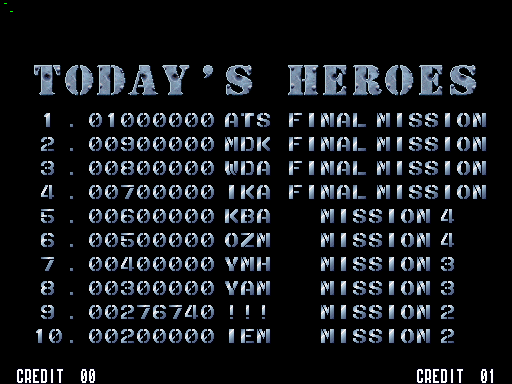 TODAY'S HEROES
1. 01000000 ATS FINAL MISSION
2. 00900000 MDK FINAL MISSION
3. 00800000 WDA FINAL MISSION
4. 00700000 IKA FINAL MISSION
5. 00600000 KBA MISSION 4
6. 00500000 OZM MISSION 4
7. 00400000 YMH MISSION 3
8. 00300000 YAM MISSION 3
9. 00276740 !!! MISSION 2
10. 00200000 IEM MISSION 2
CREDIT 00 CREDIT 01